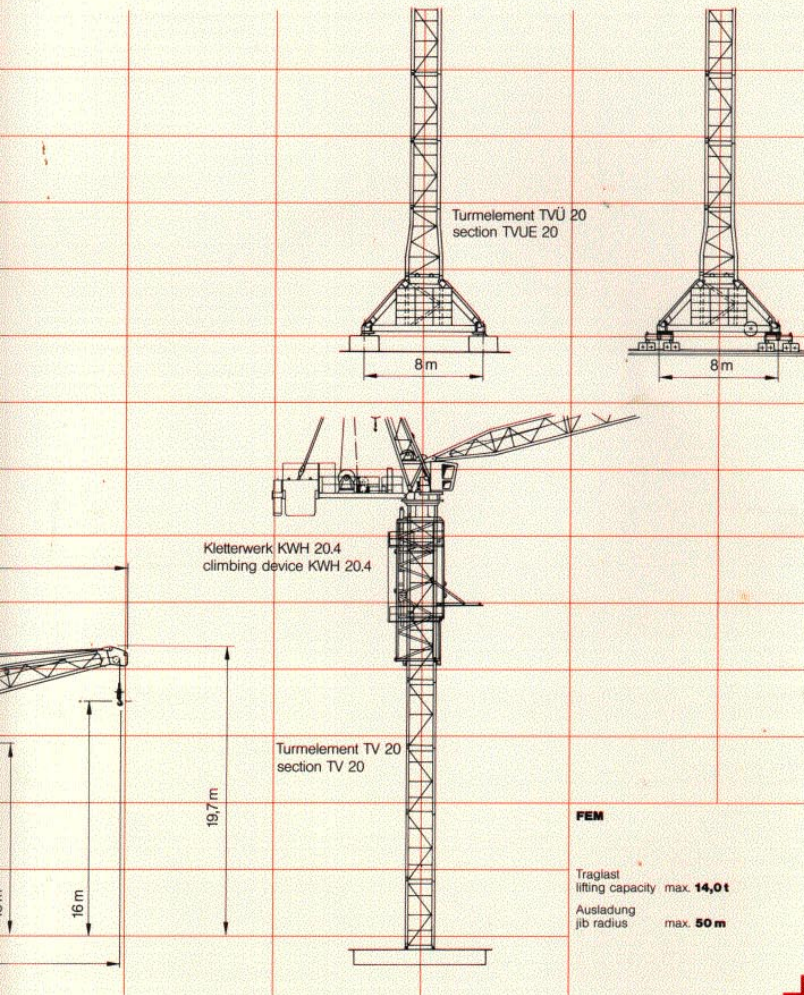 Turmelement TVÜ 20
section TVUE 20
8 m
8 m
Kletterwerk KWH 20.4
climbing device KWH 20.4
Turmelement TV 20
section TV 20
19,7 m
16 m
FEM
Traglast
lifting capacity max. 14,0 t
Ausladung
jib radius max. 50 m